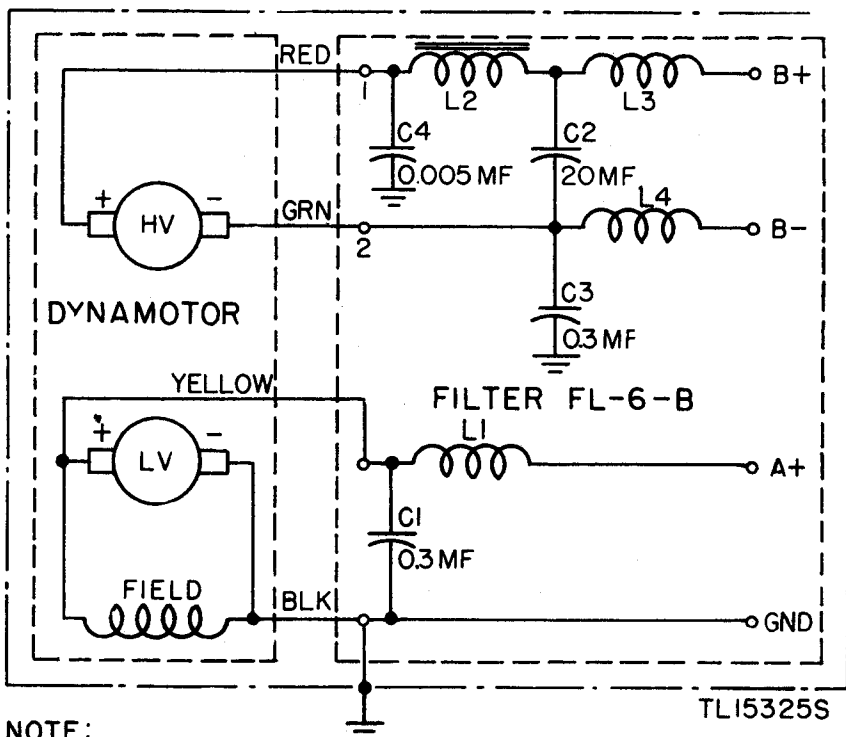 RED
1
L2
L3
B+
C4
0.005 MF
C2
20 MF
+
-
HV
GRN
2
L4
B-
DYNAMOTOR
C3
0.3 MF
YELLOW
FILTER FL-6-B
+
-
LV
L1
A+
C1
0.3 MF
FIELD
BLK
GND
TL15325S
NOTE: